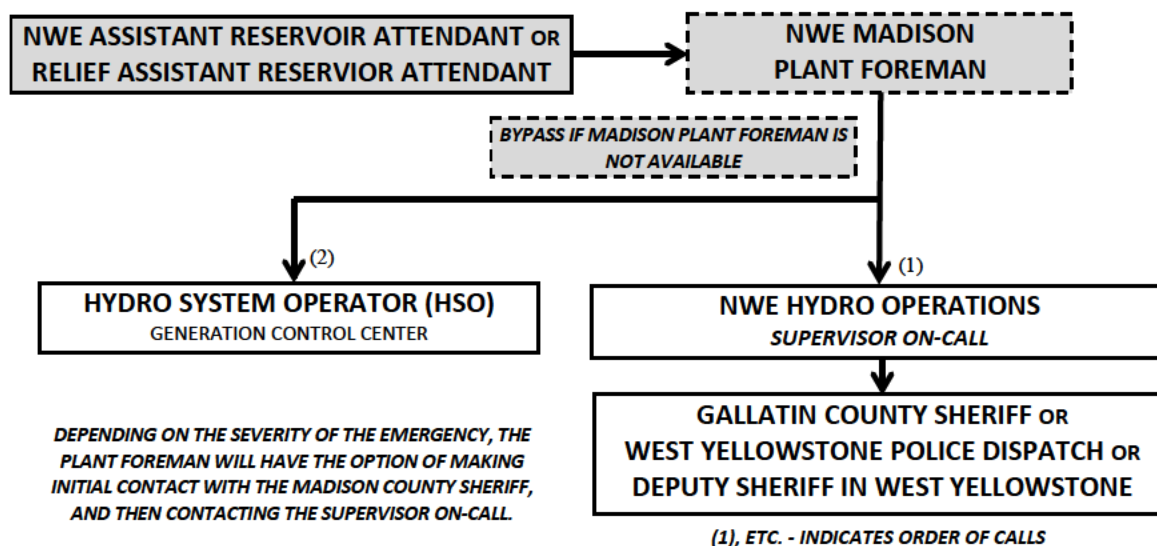 NWE ASSISTANT RESERVOIR ATTENDANT OR
RELIEF ASSISTANT RESERVIOR ATTENDANT
NWE MADISON
PLANT FOREMAN
BYPASS IF MADISON PLANT FOREMAN IS
NOT AVAILABLE
(2)
(1)
HYDRO SYSTEM OPERATOR (HSO)
GENERATION CONTROL CENTER
NWE HYDRO OPERATIONS
SUPERVISOR ON-CALL
GALLATIN COUNTY SHERIFF OR
WEST YELLOWSTONE POLICE DISPATCH OR
DEPUTY SHERIFF IN WEST YELLOWSTONE
DEPENDING ON THE SEVERITY OF THE EMERGENCY, THE
PLANT FOREMAN WILL HAVE THE OPTION OF MAKING
INITIAL CONTACT WITH THE MADISON COUNTY SHERIFF,
AND THEN CONTACTING THE SUPERVISOR ON-CALL.
(1), ETC. - INDICATES ORDER OF CALLS